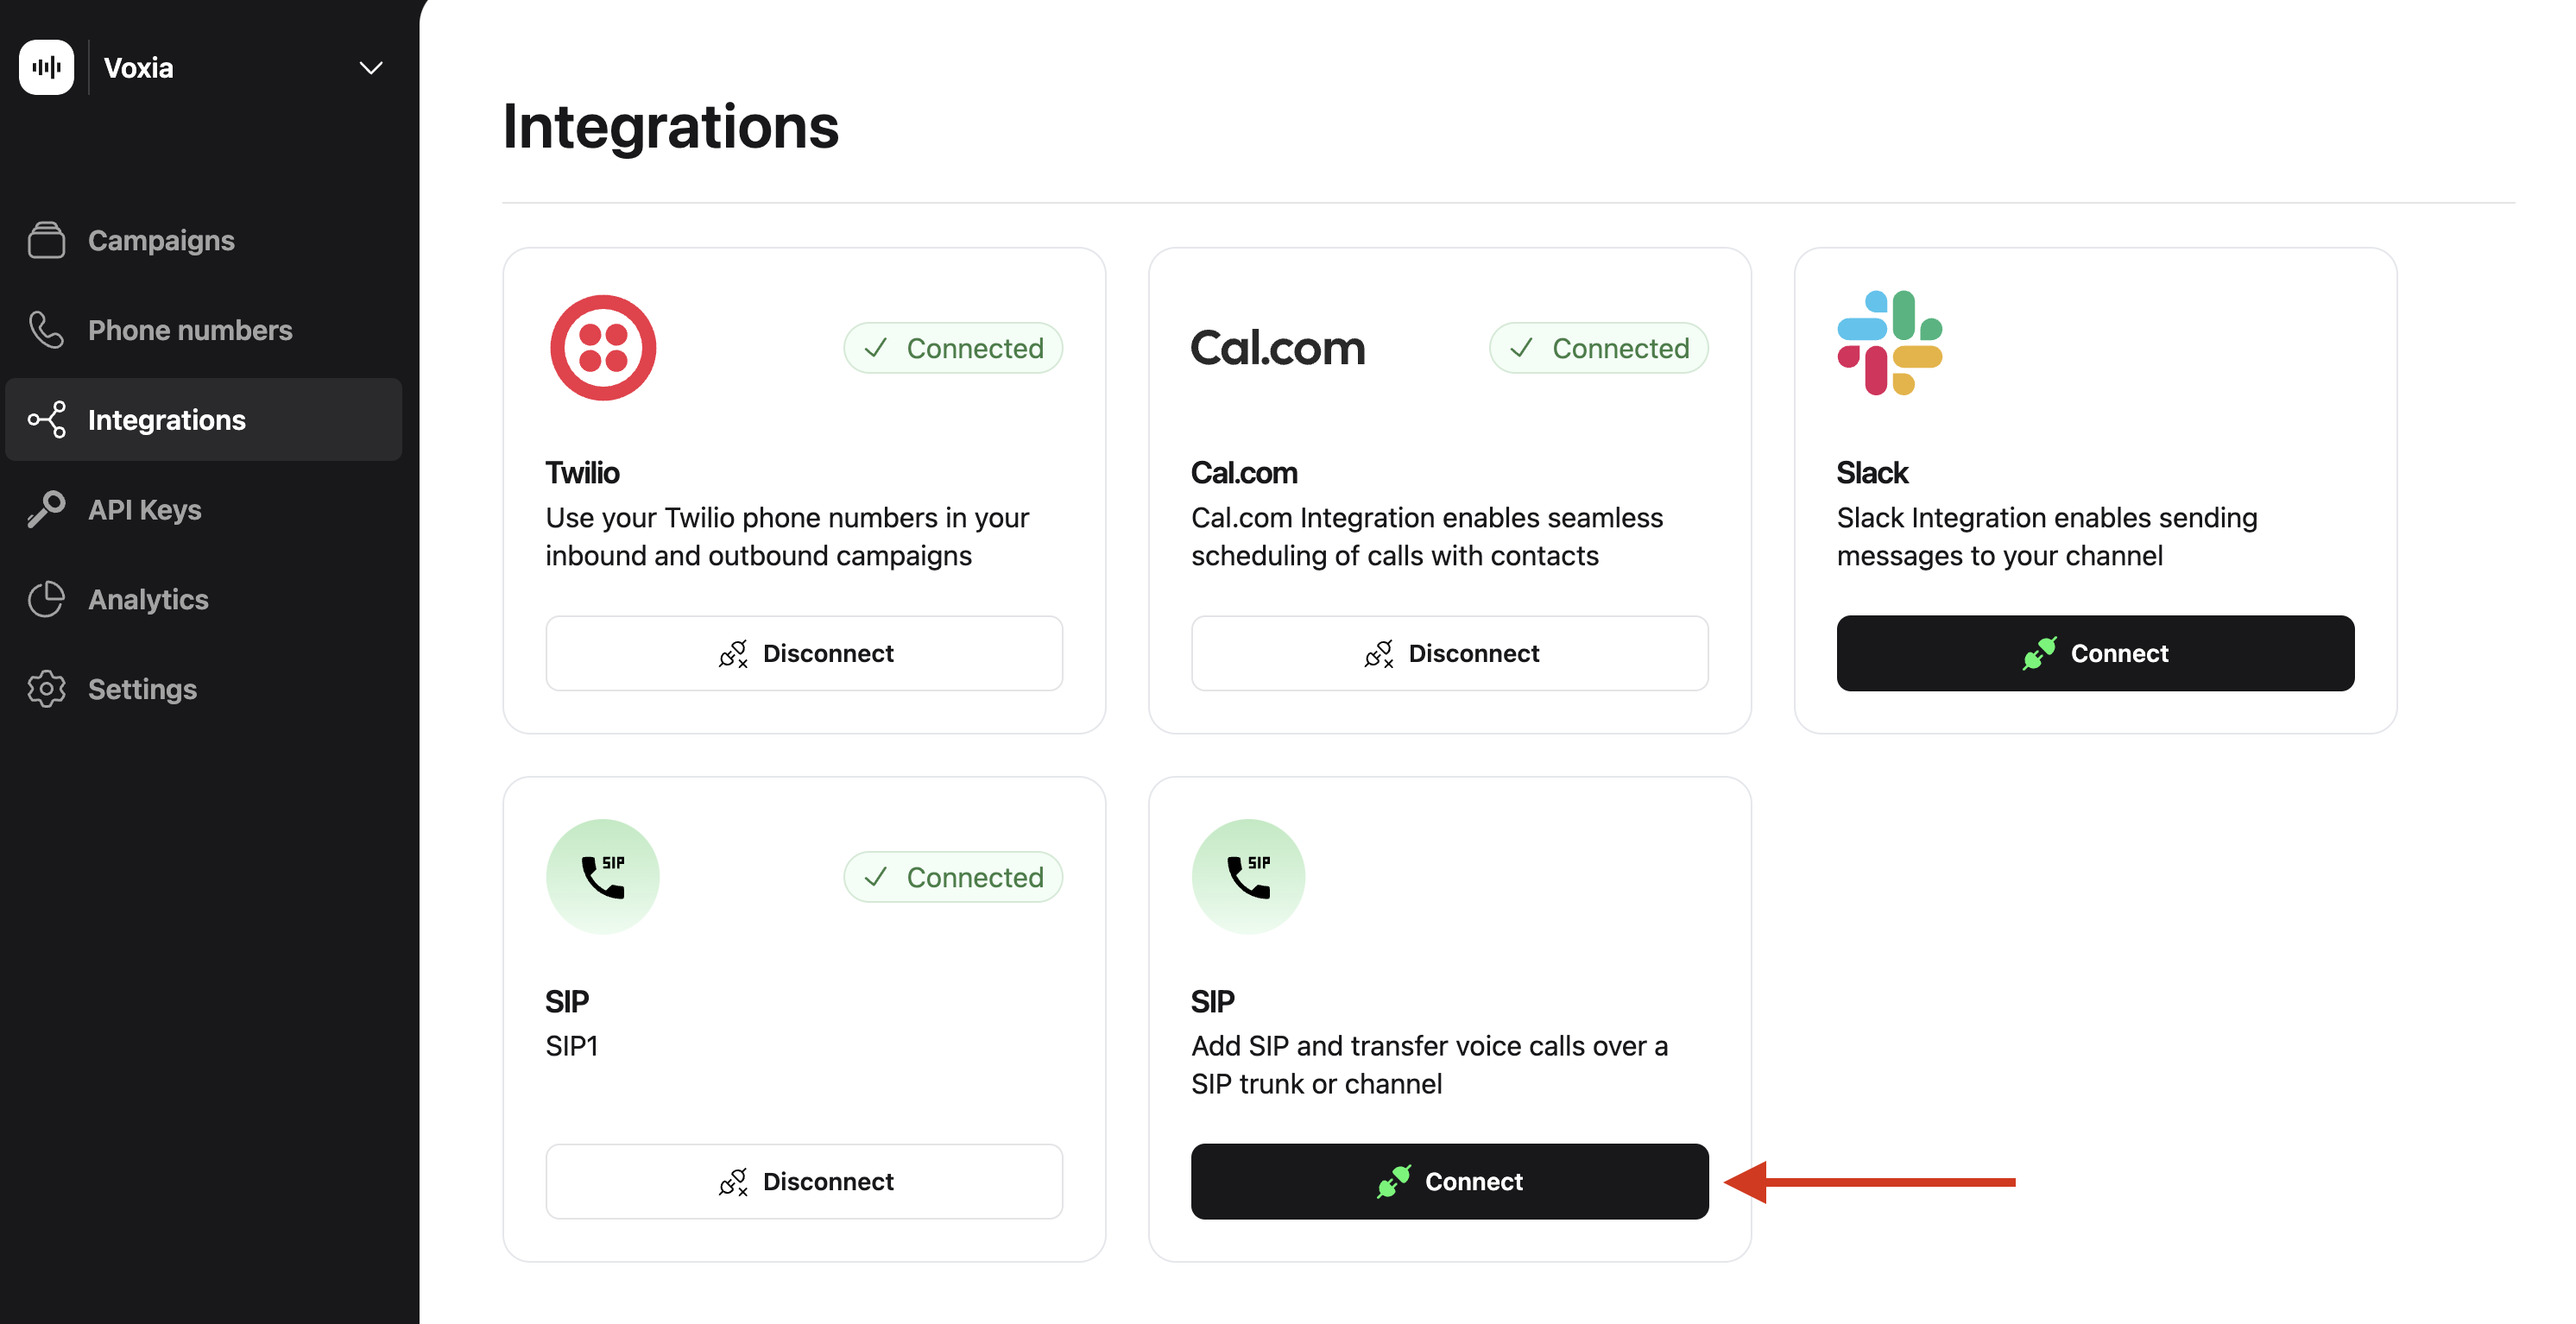 Voxia
Campaigns
Phone numbers
Integrations
API Keys
Analytics
Settings
Integrations
Connected
Twilio
Use your Twilio phone numbers in your
inbound and outbound campaigns
Disconnect
Cal.com
Connected
Cal.com
Cal.com Integration enables seamless
scheduling of calls with contacts
Disconnect
Slack
Slack Integration enables sending
messages to your channel
Connect
SIP
Connected
SIP
SIP1
Disconnect
SIP
SIP
Add SIP and transfer voice calls over a
SIP trunk or channel
Connect